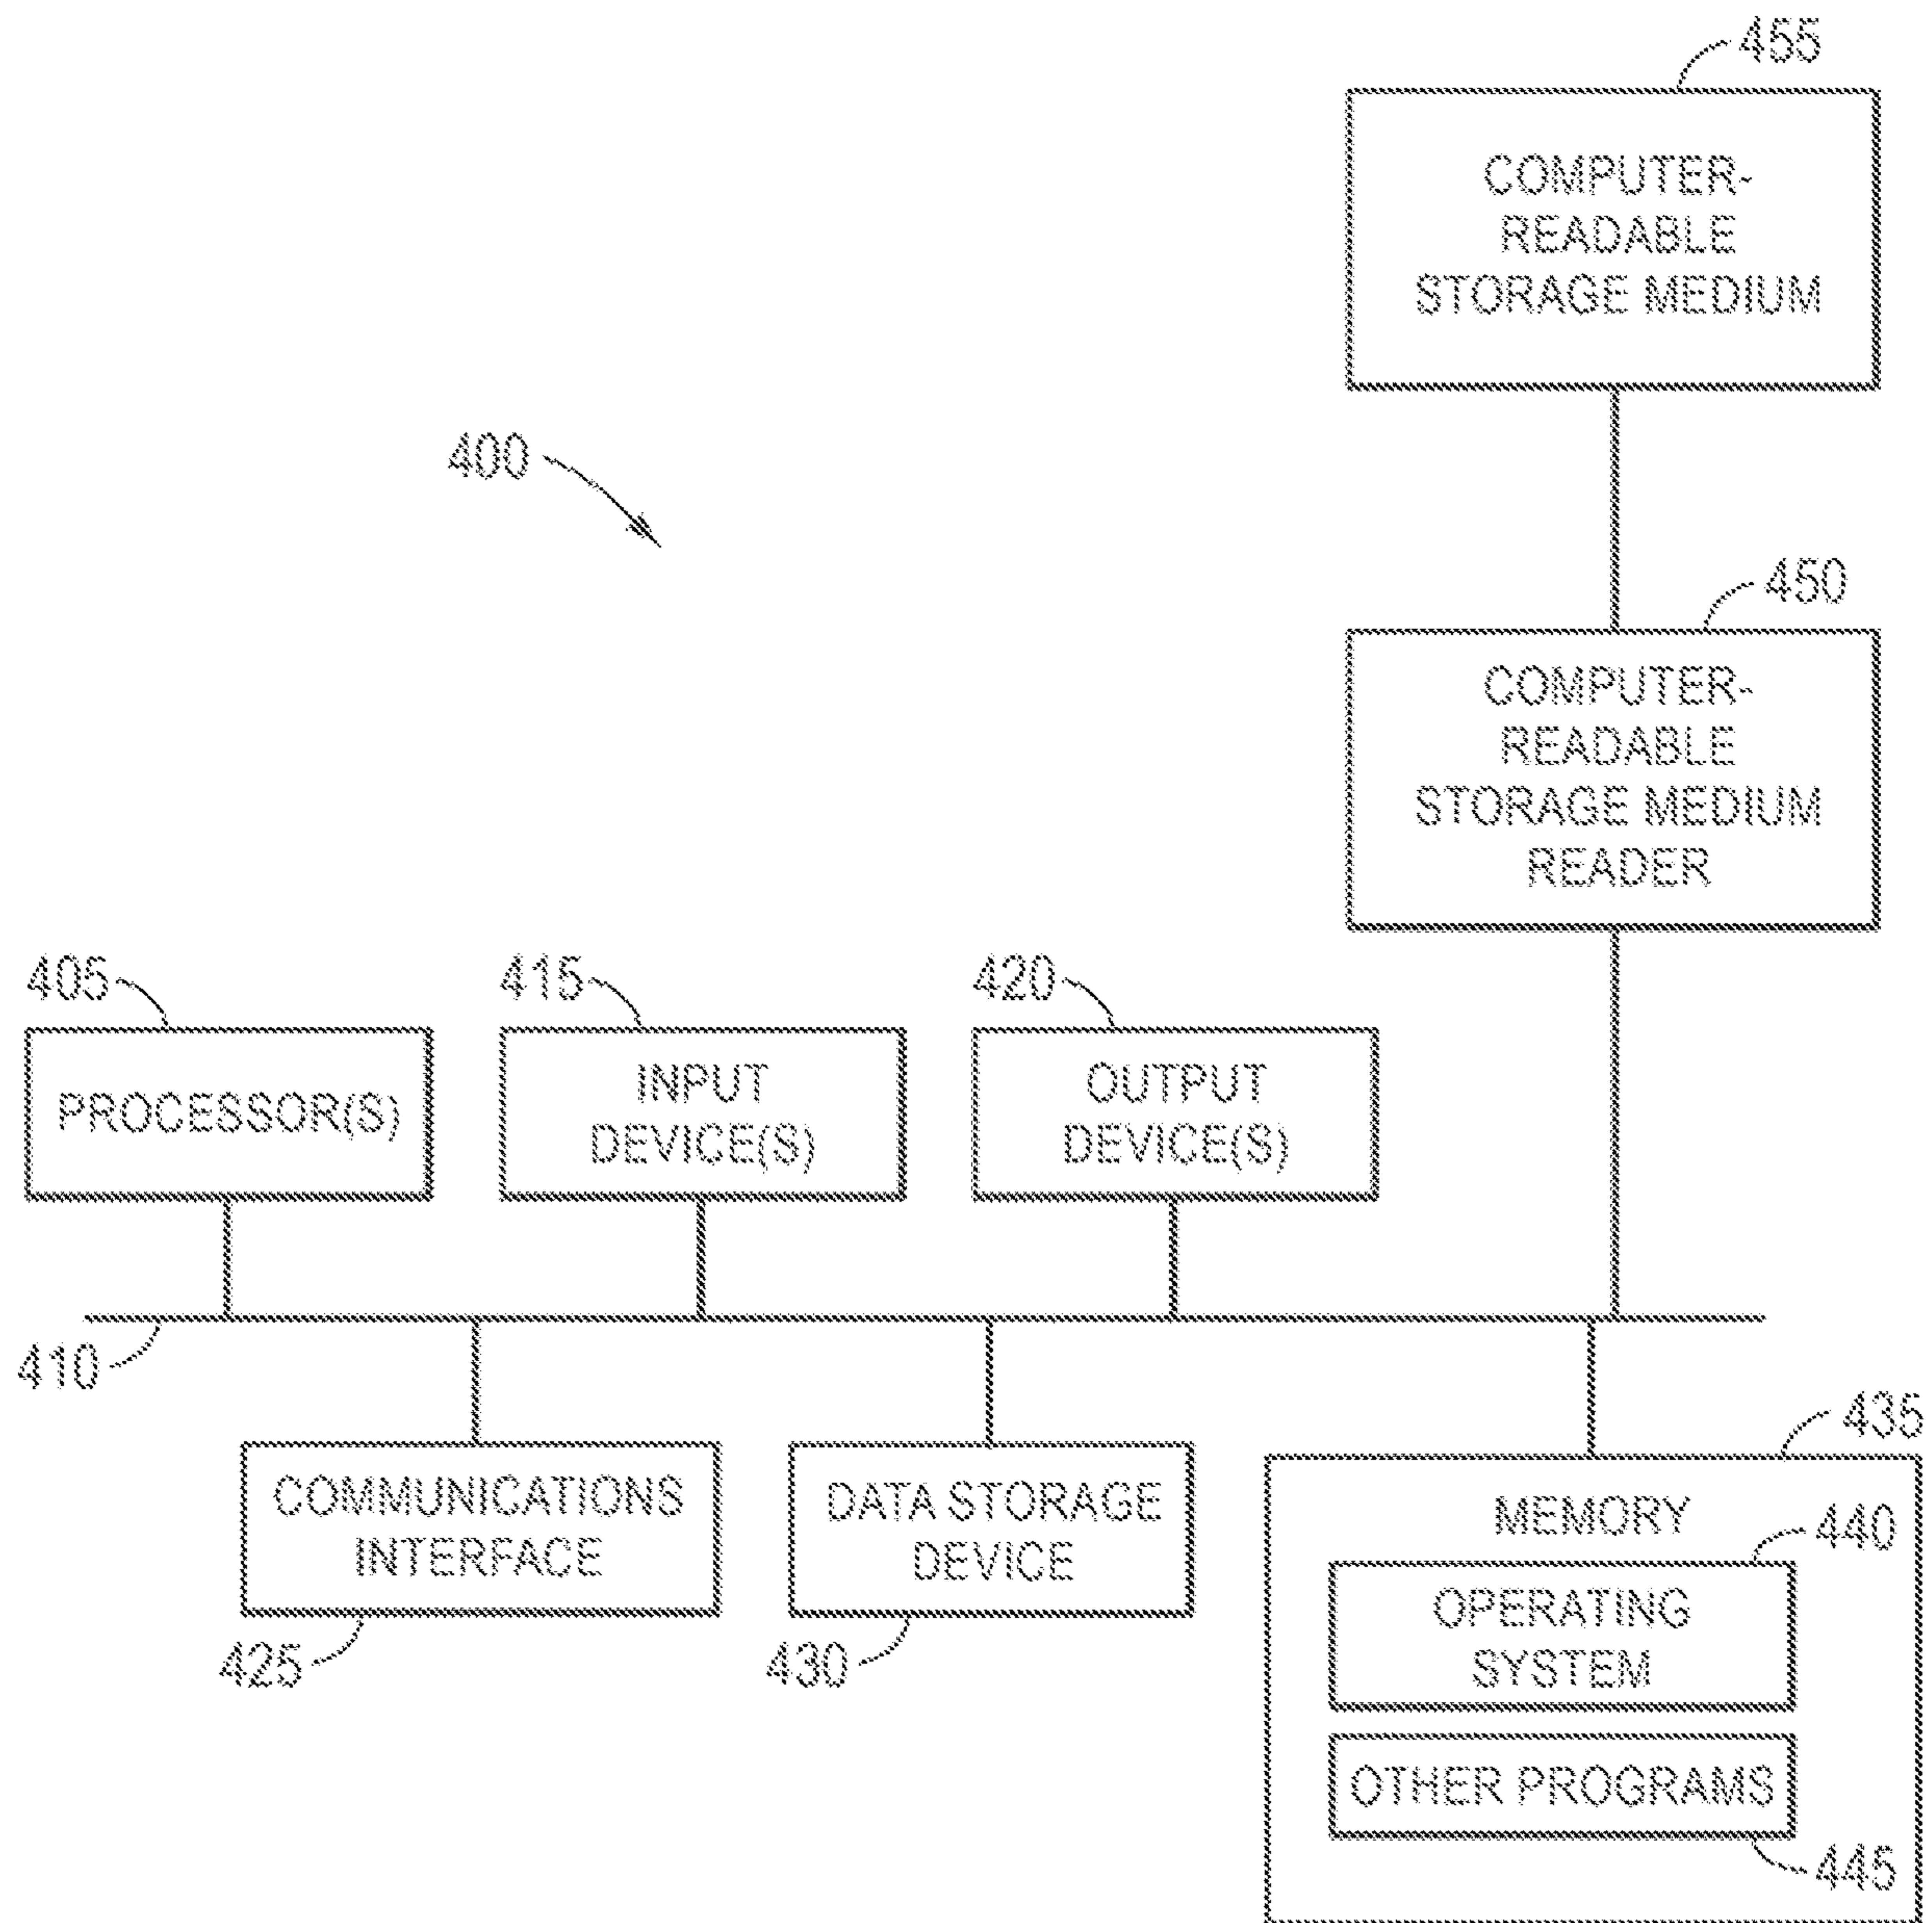 455
COMPUTER-
READABLE
STORAGE MEDIUM
400
450
COMPUTER-
READABLE
STORAGE MEDIUM
READER
405
PROCESSOR(S)
415
INPUT
DEVICE(S)
420
OUTPUT
DEVICE(S)
410
COMMUNICATIONS
INTERFACE
425
DATA STORAGE
DEVICE
430
435
MEMORY
440
OPERATING
SYSTEM
OTHER PROGRAMS
445